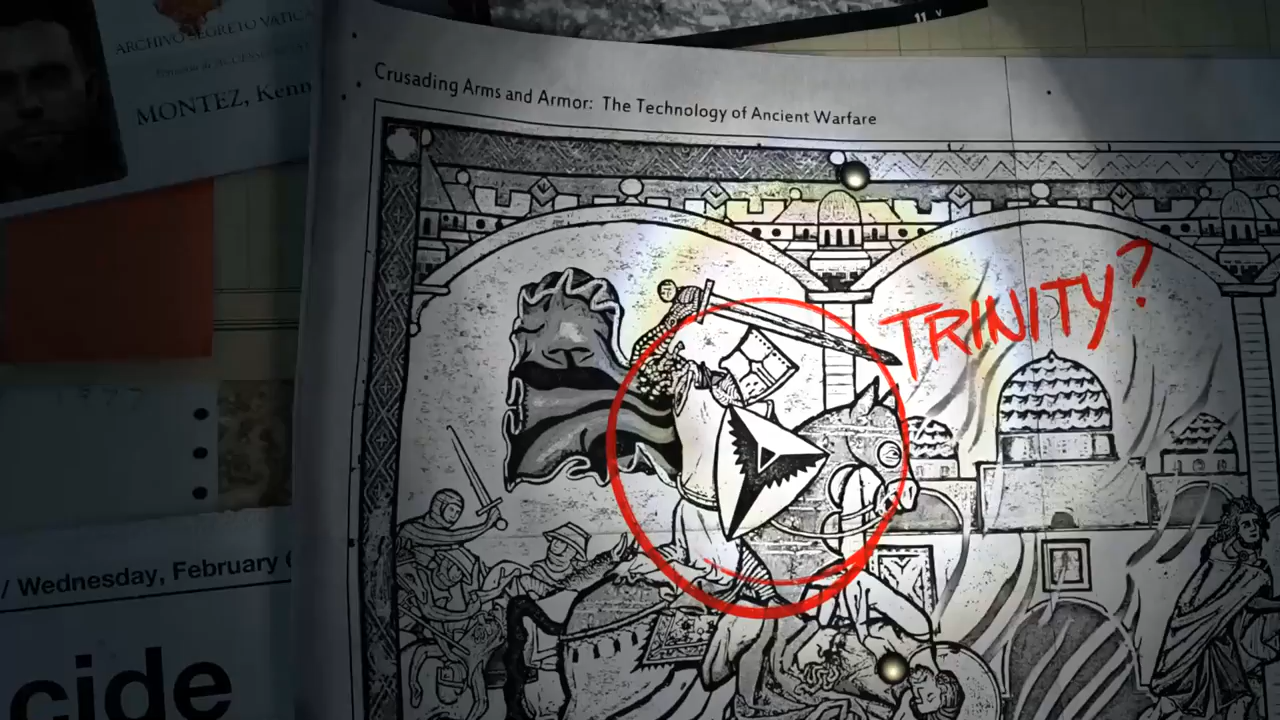 ARCHIVO SEGRETO VATICA
MONTEZ, Kenn
Crusading Arms and Armor: The Technology of Ancient Warfare
TRINITY?
/ Wednesday, February
cide